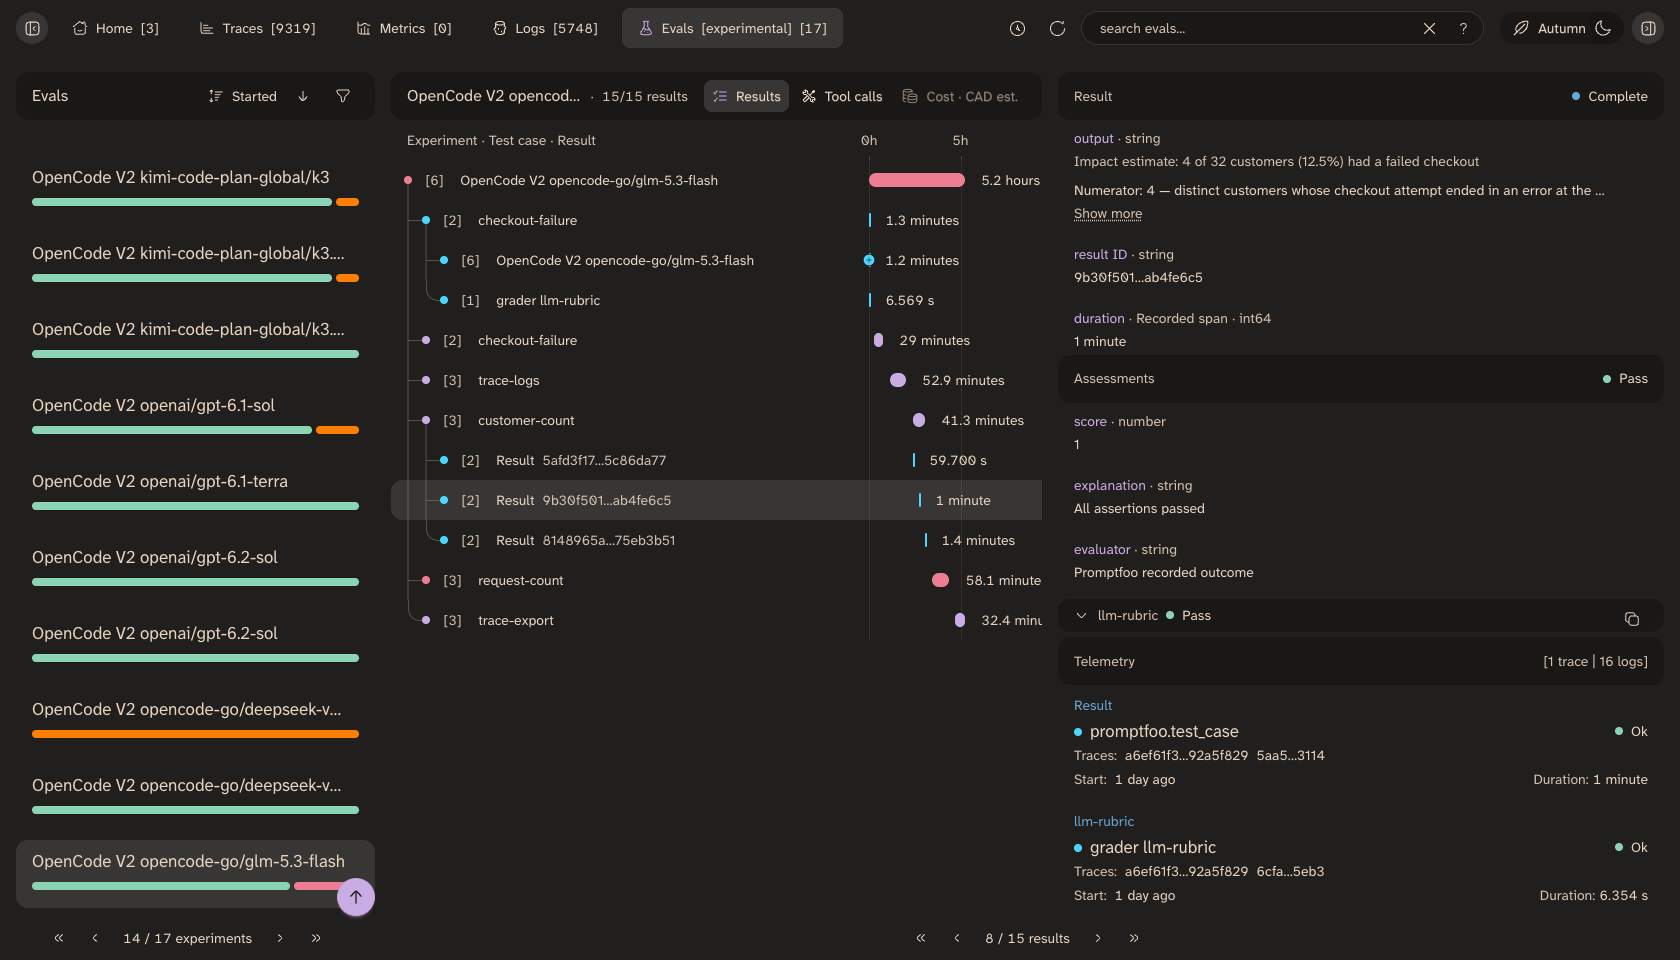 Home [3] Traces [9319] Metrics [0] Logs [5748] Evals [experimental] [17] search evals... ? Autumn
Evals Started
OpenCode V2 kimi-code-plan-global/k3
OpenCode V2 kimi-code-plan-global/k3....
OpenCode V2 kimi-code-plan-global/k3....
OpenCode V2 openai/gpt-6.1-sol
OpenCode V2 openai/gpt-6.1-terra
OpenCode V2 openai/gpt-6.2-sol
OpenCode V2 openai/gpt-6.2-sol
OpenCode V2 opencode-go/deepseek-v...
OpenCode V2 opencode-go/deepseek-v...
OpenCode V2 opencode-go/glm-5.3-flash
14 / 17 experiments
OpenCode V2 opencod... · 15/15 results Results Tool calls Cost · CAD est.
Experiment · Test case · Result 0h 5h
[6] OpenCode V2 opencode-go/glm-5.3-flash 5.2 hours
[2] checkout-failure 1.3 minutes
[6] OpenCode V2 opencode-go/glm-5.3-flash 1.2 minutes
[1] grader llm-rubric 6.569 s
[2] checkout-failure 29 minutes
[3] trace-logs 52.9 minutes
[3] customer-count 41.3 minutes
[2] Result 5afd3f17...5c86da77 59.700 s
[2] Result 9b30f501...ab4fe6c5 1 minute
[2] Result 8148965a...75eb3b51 1.4 minutes
[3] request-count 58.1 minute
[3] trace-export 32.4 minu
8 / 15 results
Result Complete
output · string
Impact estimate: 4 of 32 customers (12.5%) had a failed checkout
Numerator: 4 — distinct customers whose checkout attempt ended in an error at the ...
Show more
result ID · string
9b30f501...ab4fe6c5
duration · Recorded span · int64
1 minute
Assessments Pass
score · number
1
explanation · string
All assertions passed
evaluator · string
Promptfoo recorded outcome
llm-rubric Pass
Telemetry [1 trace | 16 logs]
Result
promptfoo.test_case Ok
Traces: a6ef61f3...92a5f829 5aa5...3114
Start: 1 day ago Duration: 1 minute
llm-rubric
grader llm-rubric Ok
Traces: a6ef61f3...92a5f829 6cfa...5eb3
Start: 1 day ago Duration: 6.354 s